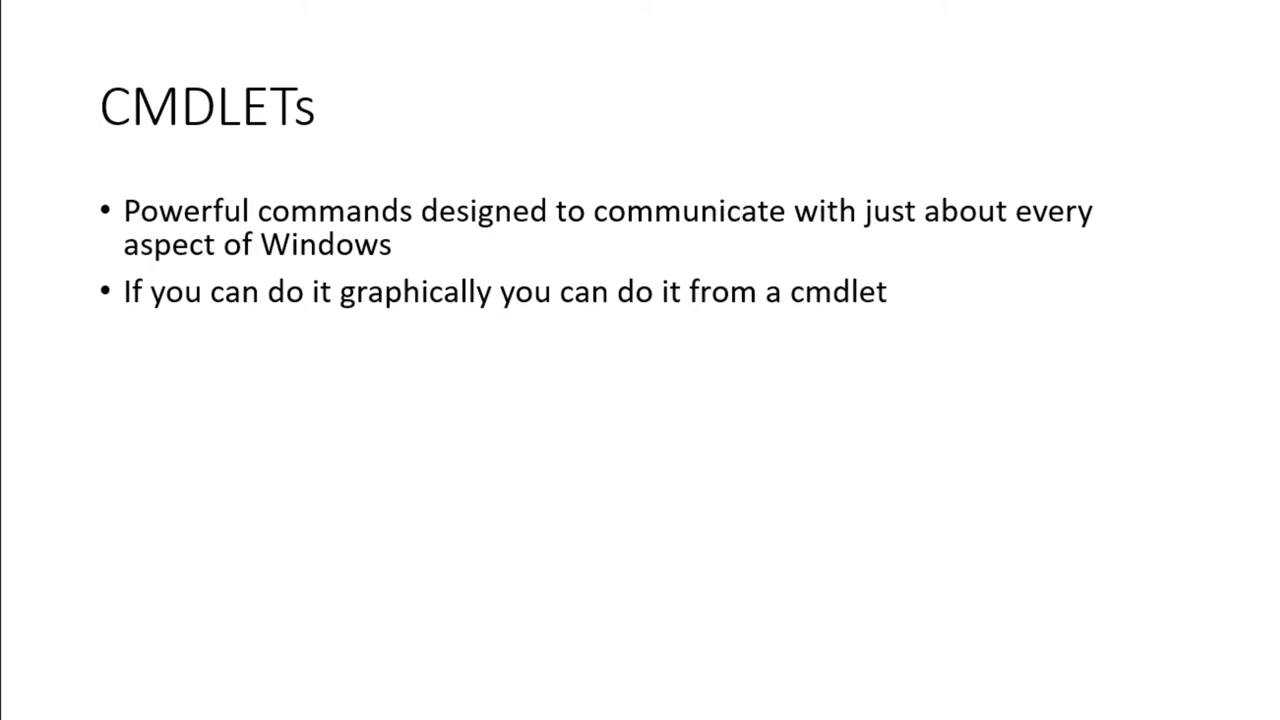 CMDLETs
• Powerful commands designed to communicate with just about every
aspect of Windows
• If you can do it graphically you can do it from a cmdlet